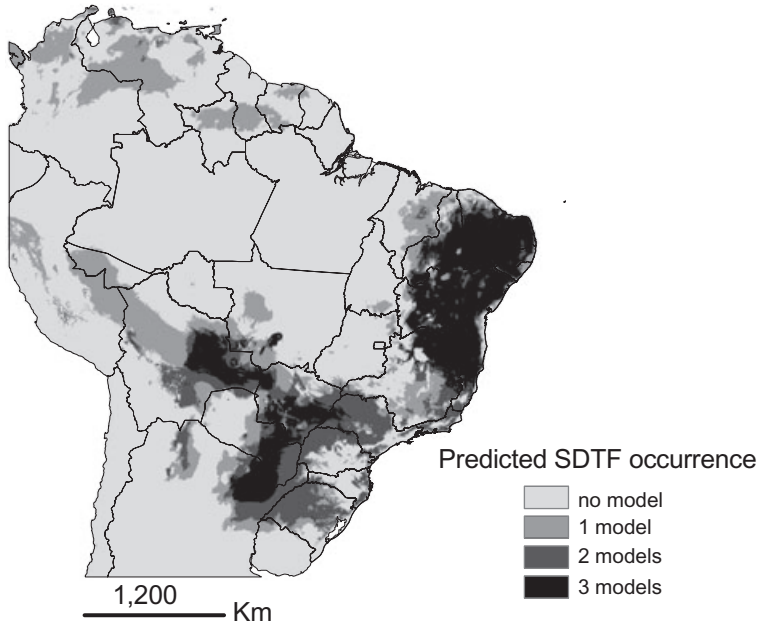 Predicted SDTF occurrence
no model
1 model
2 models
3 models
1,200
Km